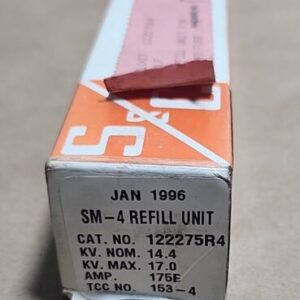 S&C
JAN 1996
SM-4 REFILL UNIT
CAT. NO. 122275R4
KV. NOM. 14.4
KV. MAX. 17.0
AMP. 175E
TCC NO. 153-4